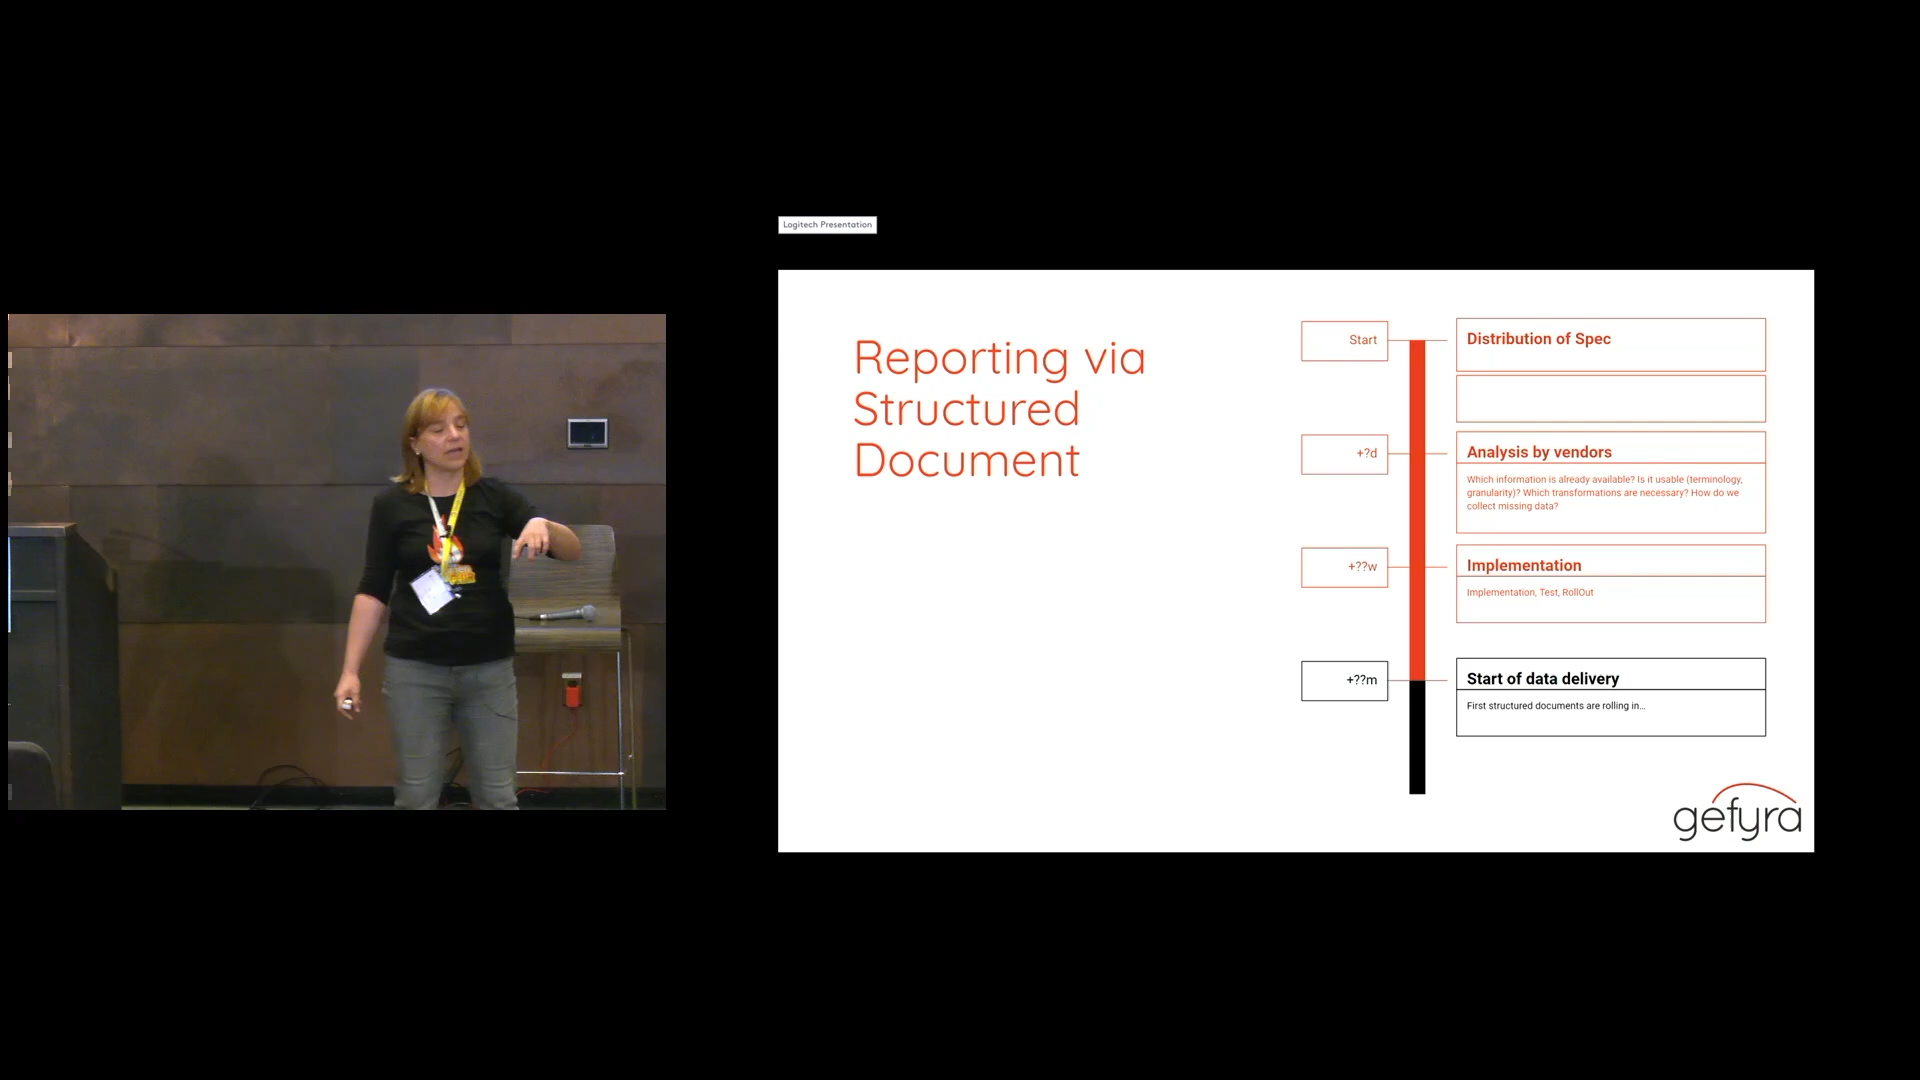 Logitech Presentation
Reporting via
Structured
Document
Start
Distribution of Spec
+?d
Analysis by vendors
Which information is already available? Is it usable (terminology,
granularity)? Which transformations are necessary? How do we
collect missing data?
+??w
Implementation
Implementation, Test, RollOut
+??m
Start of data delivery
First structured documents are rolling in...
gefyra